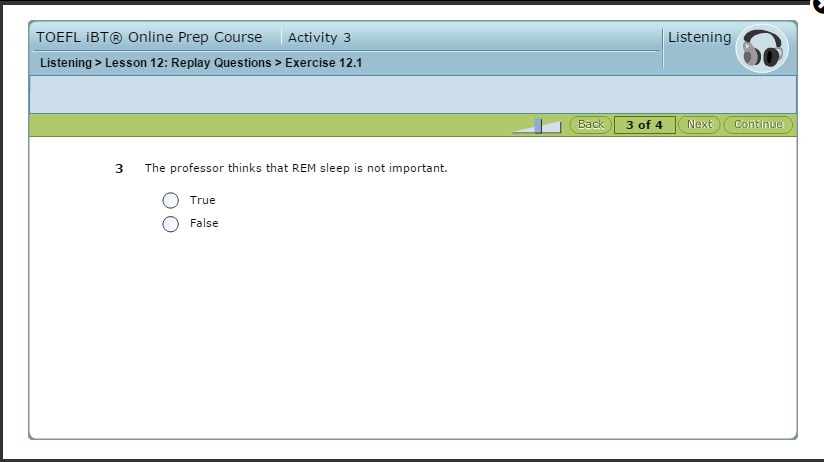 TOEFL iBT® Online Prep Course Activity 3 Listening
Listening > Lesson 12: Replay Questions > Exercise 12.1
Back 3 of 4 Next Continue
3 The professor thinks that REM sleep is not important.
True
False